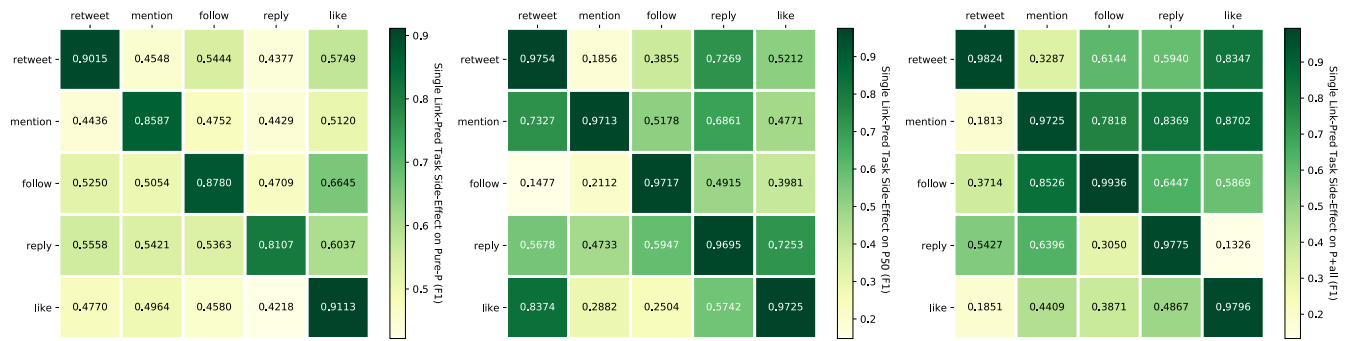 retweet mention follow reply like
retweet 0.9015 0.4548 0.5444 0.4377 0.5749
mention 0.4436 0.8587 0.4752 0.4429 0.5120
follow 0.5250 0.5054 0.8780 0.4709 0.6645
reply 0.5558 0.5421 0.5363 0.8107 0.6037
like 0.4770 0.4964 0.4580 0.4218 0.9113
0.9
0.8
0.7
0.6
0.5
Single Link-Pred Task Side-Effect on Pure-P (F1)
retweet mention follow reply like
retweet 0.9754 0.1856 0.3855 0.7269 0.5212
mention 0.7327 0.9713 0.5178 0.6861 0.4771
follow 0.1477 0.2112 0.9717 0.4915 0.3981
reply 0.5678 0.4733 0.5947 0.9695 0.7253
like 0.8374 0.2882 0.2504 0.5742 0.9725
0.9
0.8
0.7
0.6
0.5
0.4
0.3
0.2
Single Link-Pred Task Side-Effect on P50 (F1)
retweet mention follow reply like
retweet 0.9824 0.3287 0.6144 0.5940 0.8347
mention 0.1813 0.9725 0.7818 0.8369 0.8702
follow 0.3714 0.8526 0.9936 0.6447 0.5869
reply 0.5427 0.6396 0.3050 0.9775 0.1326
like 0.1851 0.4409 0.3871 0.4867 0.9796
0.9
0.8
0.7
0.6
0.5
0.4
0.3
0.2
Single Link-Pred Task Side-Effect on P+all (F1)